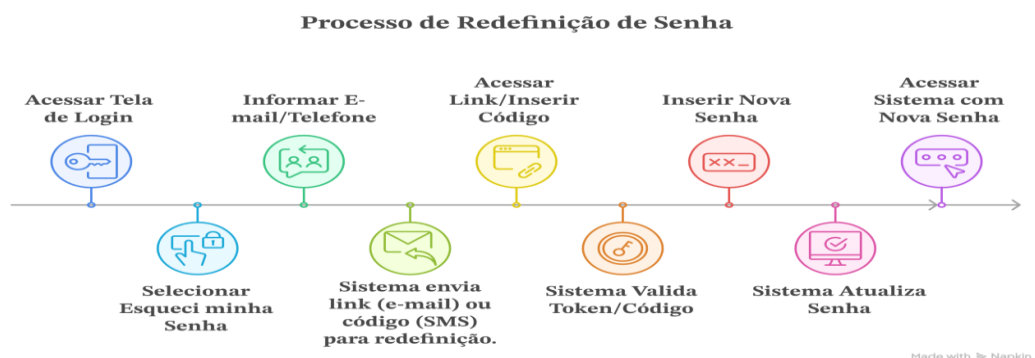 Processo de Redefinição de Senha
Acessar Tela
de Login
Selecionar
Esqueci minha
Senha
Informar E-
mail/Telefone
Sistema envia
link (e-mail) ou
código (SMS)
para redefinição.
Acessar
Link/Inserir
Código
Sistema Valida
Token/Código
Inserir Nova
Senha
Sistema Atualiza
Senha
Acessar
Sistema com
Nova Senha
Made with Napkin